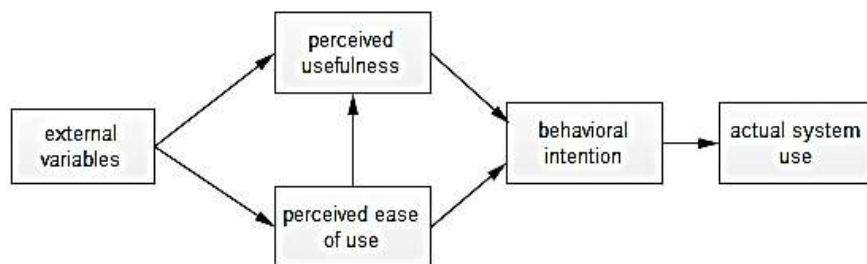 perceived
usefulness
external
variables
behavioral
intention
actual system
use
perceived ease
of use